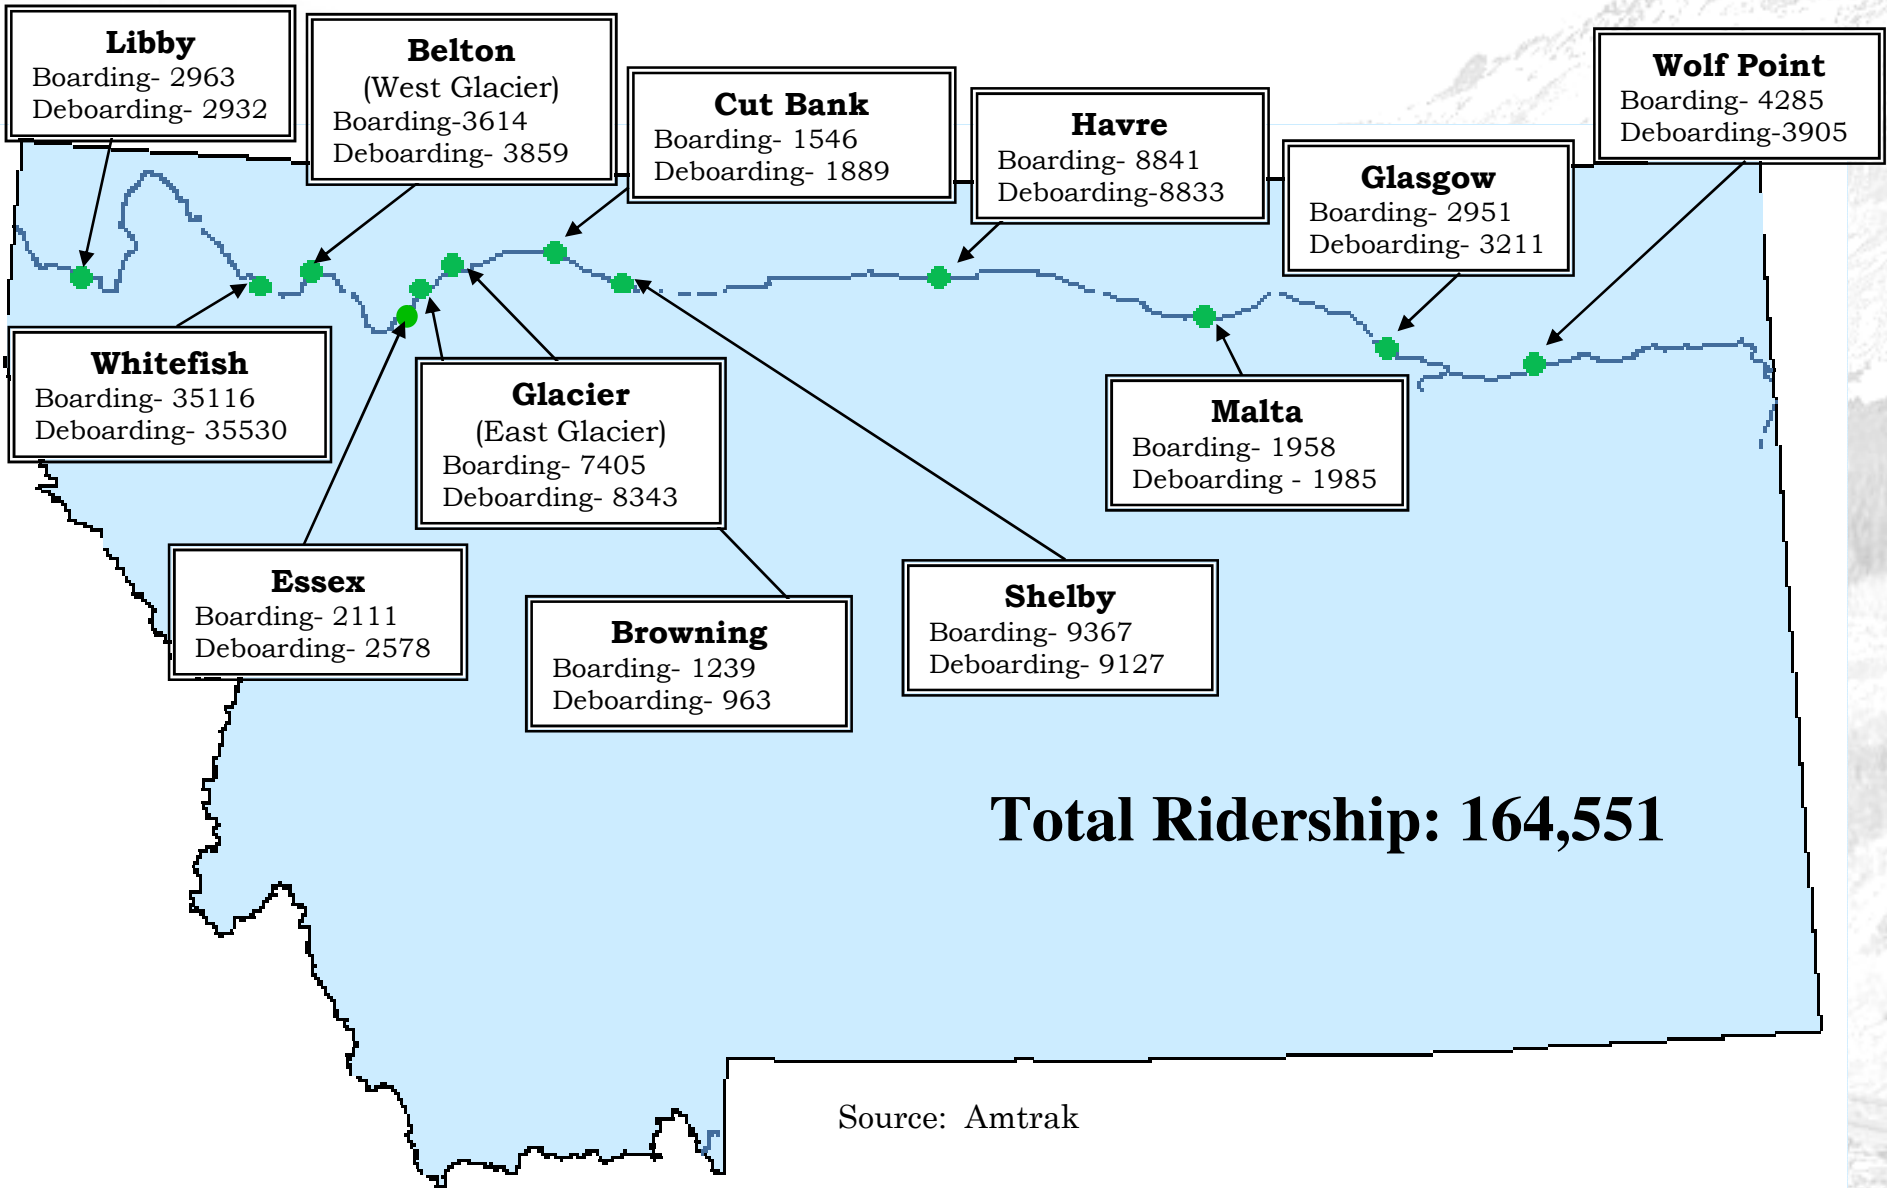 Libby
Boarding- 2963
Deboarding- 2932
Belton
(West Glacier)
Boarding-3614
Deboarding- 3859
Cut Bank
Boarding- 1546
Deboarding- 1889
Havre
Boarding- 8841
Deboarding-8833
Glasgow
Boarding- 2951
Deboarding- 3211
Wolf Point
Boarding- 4285
Deboarding-3905
Whitefish
Boarding- 35116
Deboarding- 35530
Glacier
(East Glacier)
Boarding- 7405
Deboarding- 8343
Malta
Boarding- 1958
Deboarding - 1985
Essex
Boarding- 2111
Deboarding- 2578
Browning
Boarding- 1239
Deboarding- 963
Shelby
Boarding- 9367
Deboarding- 9127
Total Ridership: 164,551
Source: Amtrak